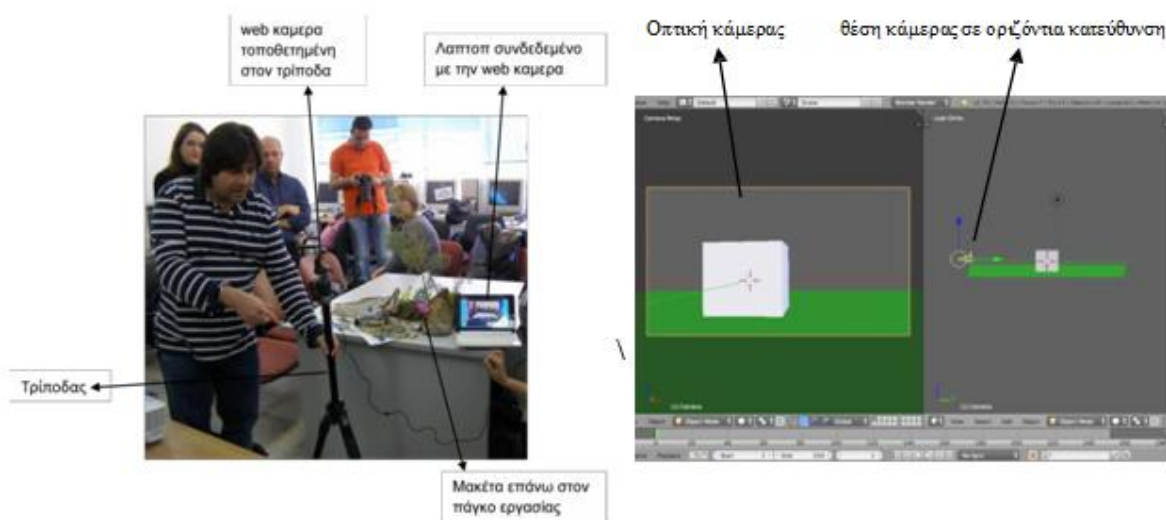 web καμερα
τοποθετημένη
στον τρίποδα
Λαπτοπ συνδεδεμένο
με την web καμερα
Τρίποδας
Μακέτα επάνω στον
πάγκο εργασίας
\
Οπτική κάμερας
θέση κάμερας σε οριζόντια κατεύθυνση